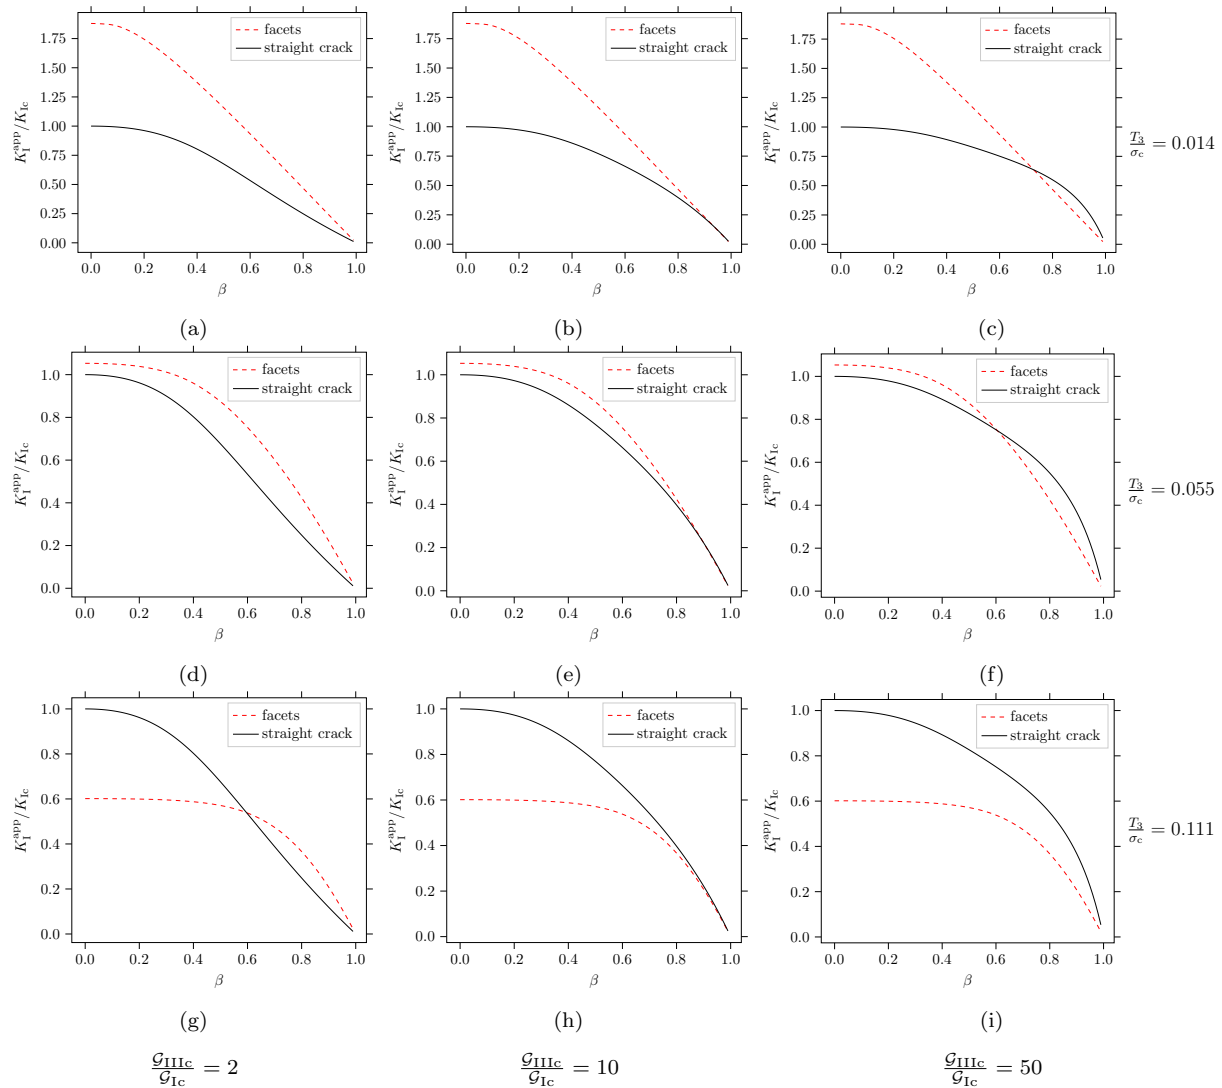 facets
straight crack
K_I^app/K_Ic
1.75
1.50
1.25
1.00
0.75
0.50
0.25
0.00
0.0 0.2 0.4 0.6 0.8 1.0
β
(a)
facets
straight crack
K_I^app/K_Ic
1.75
1.50
1.25
1.00
0.75
0.50
0.25
0.00
0.0 0.2 0.4 0.6 0.8 1.0
β
(b)
facets
straight crack
K_I^app/K_Ic
1.75
1.50
1.25
1.00
0.75
0.50
0.25
0.00
0.0 0.2 0.4 0.6 0.8 1.0
β
(c)
T_3/σ_c = 0.014
facets
straight crack
K_I^app/K_Ic
1.0
0.8
0.6
0.4
0.2
0.0
0.0 0.2 0.4 0.6 0.8 1.0
β
(d)
facets
straight crack
K_I^app/K_Ic
1.0
0.8
0.6
0.4
0.2
0.0
0.0 0.2 0.4 0.6 0.8 1.0
β
(e)
facets
straight crack
K_I^app/K_Ic
1.0
0.8
0.6
0.4
0.2
0.0
0.0 0.2 0.4 0.6 0.8 1.0
β
(f)
T_3/σ_c = 0.055
facets
straight crack
K_I^app/K_Ic
1.0
0.8
0.6
0.4
0.2
0.0
0.0 0.2 0.4 0.6 0.8 1.0
β
(g)
facets
straight crack
K_I^app/K_Ic
1.0
0.8
0.6
0.4
0.2
0.0
0.0 0.2 0.4 0.6 0.8 1.0
β
(h)
facets
straight crack
K_I^app/K_Ic
1.0
0.8
0.6
0.4
0.2
0.0
0.0 0.2 0.4 0.6 0.8 1.0
β
(i)
T_3/σ_c = 0.111
𝒢_IIIc/𝒢_Ic = 2
𝒢_IIIc/𝒢_Ic = 10
𝒢_IIIc/𝒢_Ic = 50